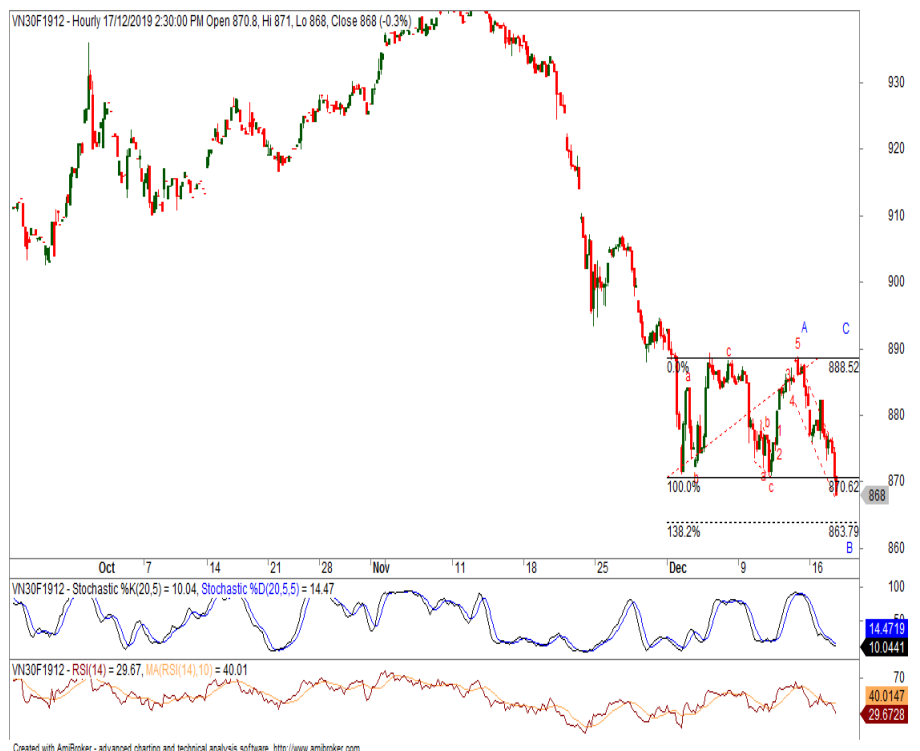 VN30F1912 - Hourly 17/12/2019 2:30:00 PM Open 870.8, Hi 871, Lo 868, Close 868 (-0.3%)
930
920
910
900
890
880
870
868
860
A
C
5
0.0%
888.52
a
c
3
4
b
1
2
a
b
c
100.0%
870.62
138.2%
863.79
B
Oct
7
14
21
28
Nov
11
18
25
Dec
9
16
VN30F1912 - Stochastic %K(20,5) = 10.04, Stochastic %D(20,5,5) = 14.47
100
14.4719
10.0441
VN30F1912 - RSI(14) = 29.67, MA(RSI(14),10) = 40.01
70
40.0147
29.6728
Created with AmiBroker - advanced charting and technical analysis software. http://www.amibroker.com